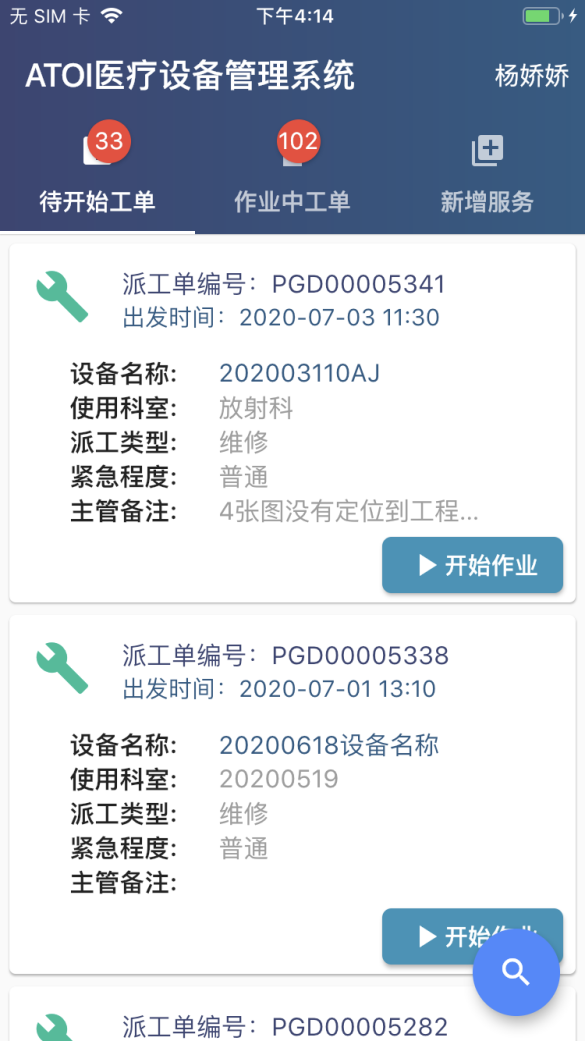 无 SIM 卡 下午4:14
ATOI医疗设备管理系统 杨娇娇
33 102
待开始工单 作业中工单 新增服务
派工单编号：PGD00005341
出发时间：2020-07-03 11:30
设备名称: 202003110AJ
使用科室: 放射科
派工类型: 维修
紧急程度: 普通
主管备注: 4张图没有定位到工程...
开始作业
派工单编号：PGD00005338
出发时间：2020-07-01 13:10
设备名称: 20200618设备名称
使用科室: 20200519
派工类型: 维修
紧急程度: 普通
主管备注:
开始作业
派工单编号：PGD00005282